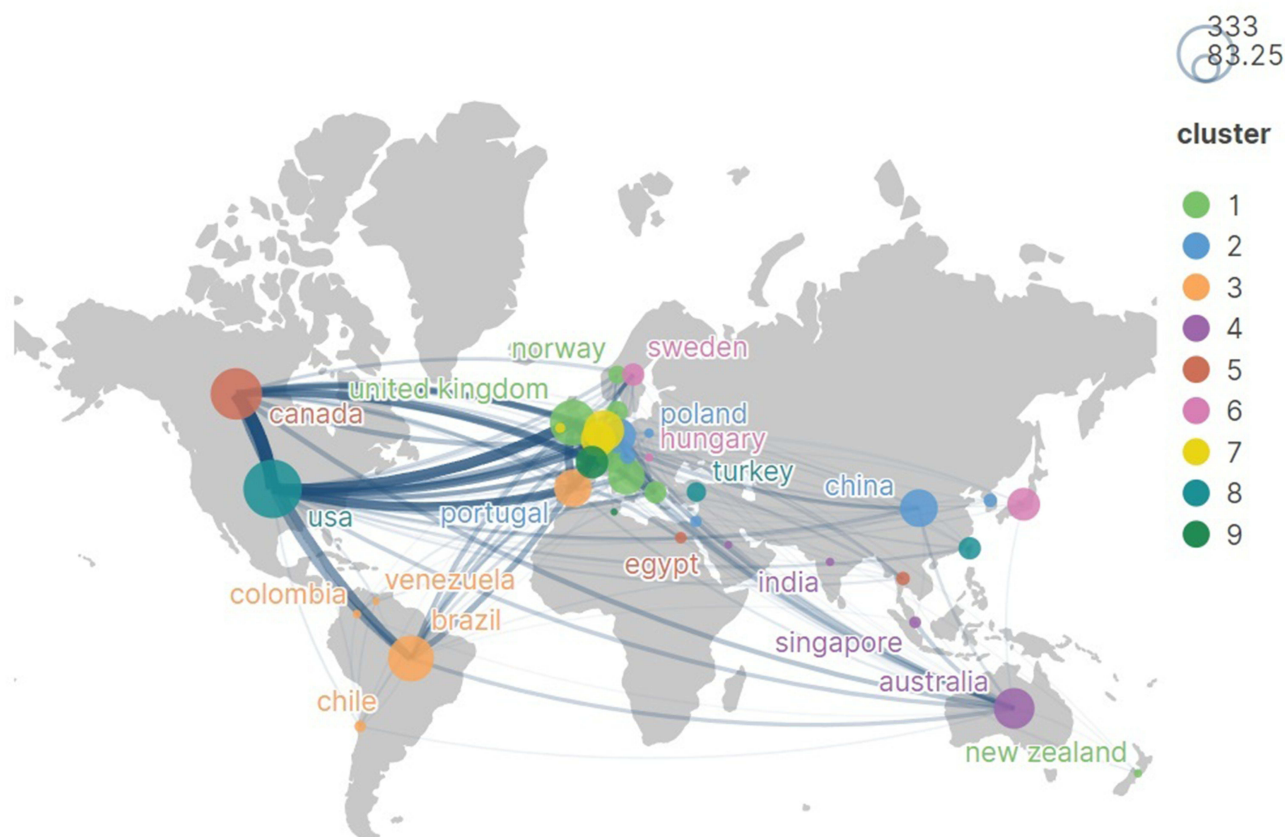 333
83.25
cluster
1
2
3
4
5
6
7
8
9
norway
sweden
united kingdom
canada
poland
hungary
turkey
china
usa
portugal
egypt
india
colombia
venezuela
brazil
singapore
australia
chile
new zealand